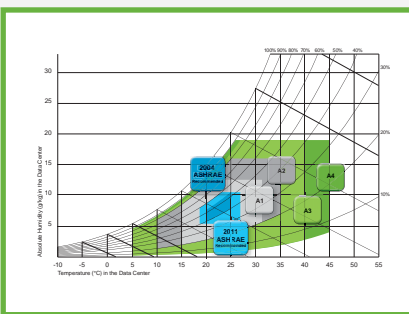 100% 90% 80% 70% 60% 50% 40%
30%
30
25
20
20%
15
10
10%
5
2004
ASHRAE
Recommended
A2
A4
A1
A3
2011
ASHRAE
Recommended
Absolute Humidity (g/kg) in the Data Center
-10 -5 0 5 10 15 20 25 30 35 40 45 50 55
Temperature (°C) in the Data Center